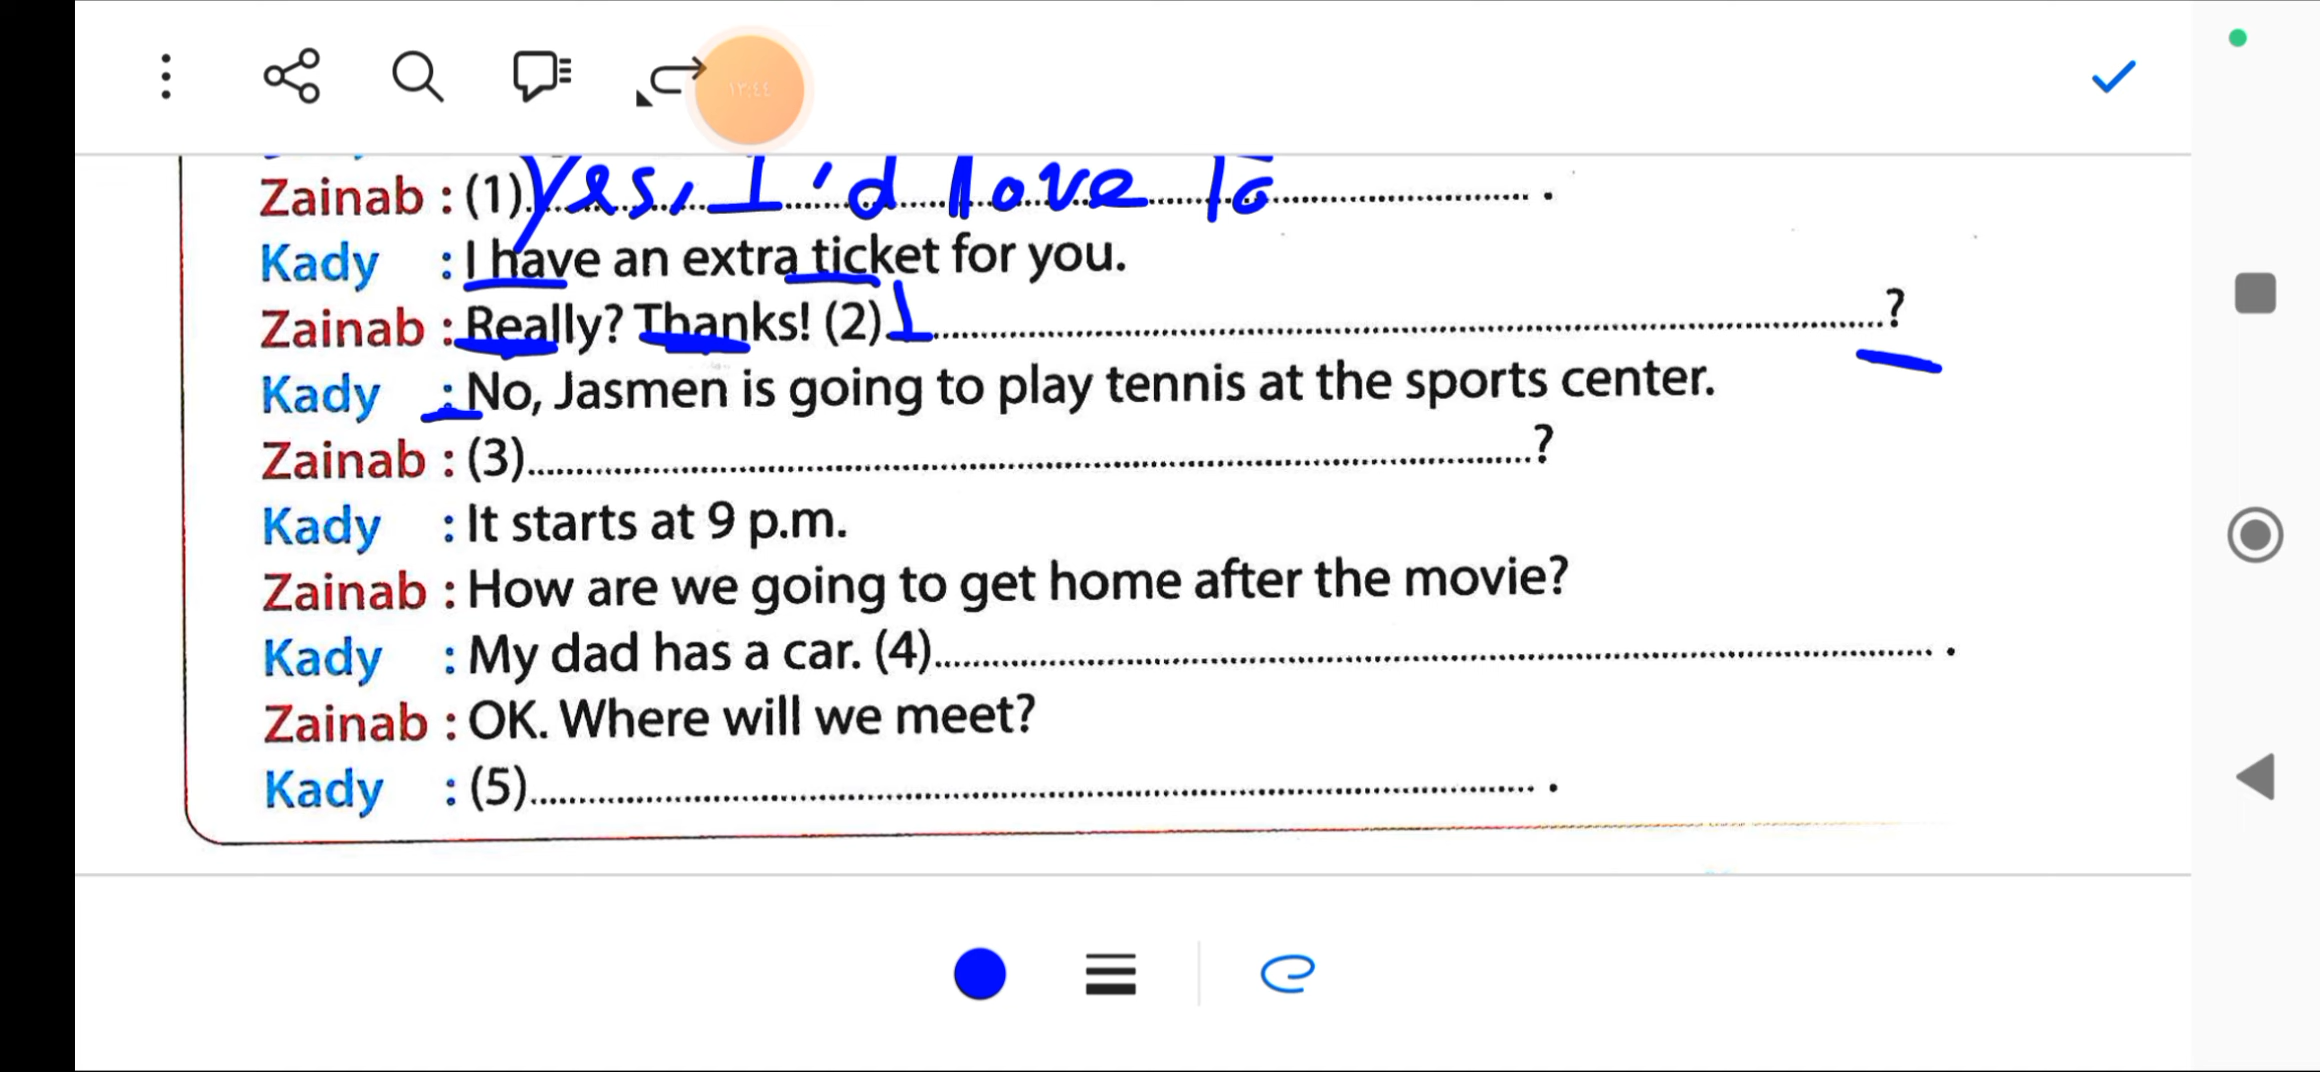 ١٣:٤٤
Zainab : (1) Yes, I'd love to .
Kady : I have an extra ticket for you.
Zainab : Really? Thanks! (2) I ?
Kady : No, Jasmen is going to play tennis at the sports center.
Zainab : (3) ?
Kady : It starts at 9 p.m.
Zainab : How are we going to get home after the movie?
Kady : My dad has a car. (4) .
Zainab : OK. Where will we meet?
Kady : (5) .